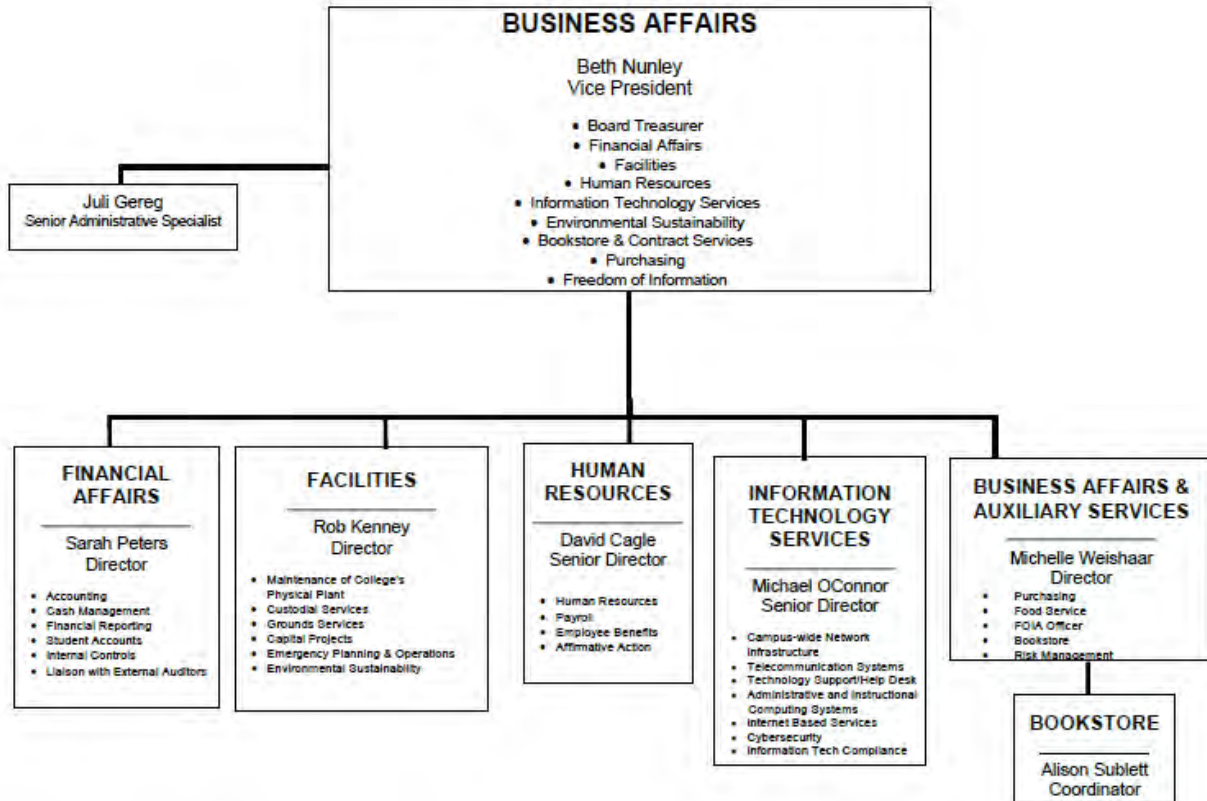 BUSINESS AFFAIRS
Beth Nunley
Vice President
• Board Treasurer
• Financial Affairs
• Facilities
• Human Resources
• Information Technology Services
• Environmental Sustainability
• Bookstore & Contract Services
• Purchasing
• Freedom of Information
Juli Gereg
Senior Administrative Specialist
FINANCIAL
AFFAIRS
Sarah Peters
Director
• Accounting
• Cash Management
• Financial Reporting
• Student Accounts
• Internal Controls
• Liaison with External Auditors
FACILITIES
Rob Kenney
Director
• Maintenance of College's
Physical Plant
• Custodial Services
• Grounds Services
• Capital Projects
• Emergency Planning & Operations
• Environmental Sustainability
HUMAN
RESOURCES
David Cagle
Senior Director
• Human Resources
• Payroll
• Employee Benefits
• Affirmative Action
INFORMATION
TECHNOLOGY
SERVICES
Michael OConnor
Senior Director
• Campus-wide Network
Infrastructure
• Telecommunication Systems
• Technology Support/Help Desk
• Administrative and Instructional
Computing Systems
• Internet Based Services
• Cybersecurity
• Information Tech Compliance
BUSINESS AFFAIRS &
AUXILIARY SERVICES
Michelle Weishaar
Director
• Purchasing
• Food Service
• FOIA Officer
• Bookstore
• Risk Management
BOOKSTORE
Alison Sublett
Coordinator